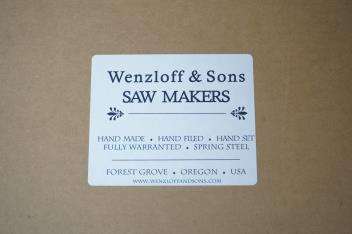 Wenzloff & Sons
SAW MAKERS
HAND MADE • HAND FILED • HAND SET
FULLY WARRANTED • SPRING STEEL
FOREST GROVE • OREGON • USA
WWW.WENZLOFFANDSONS.COM